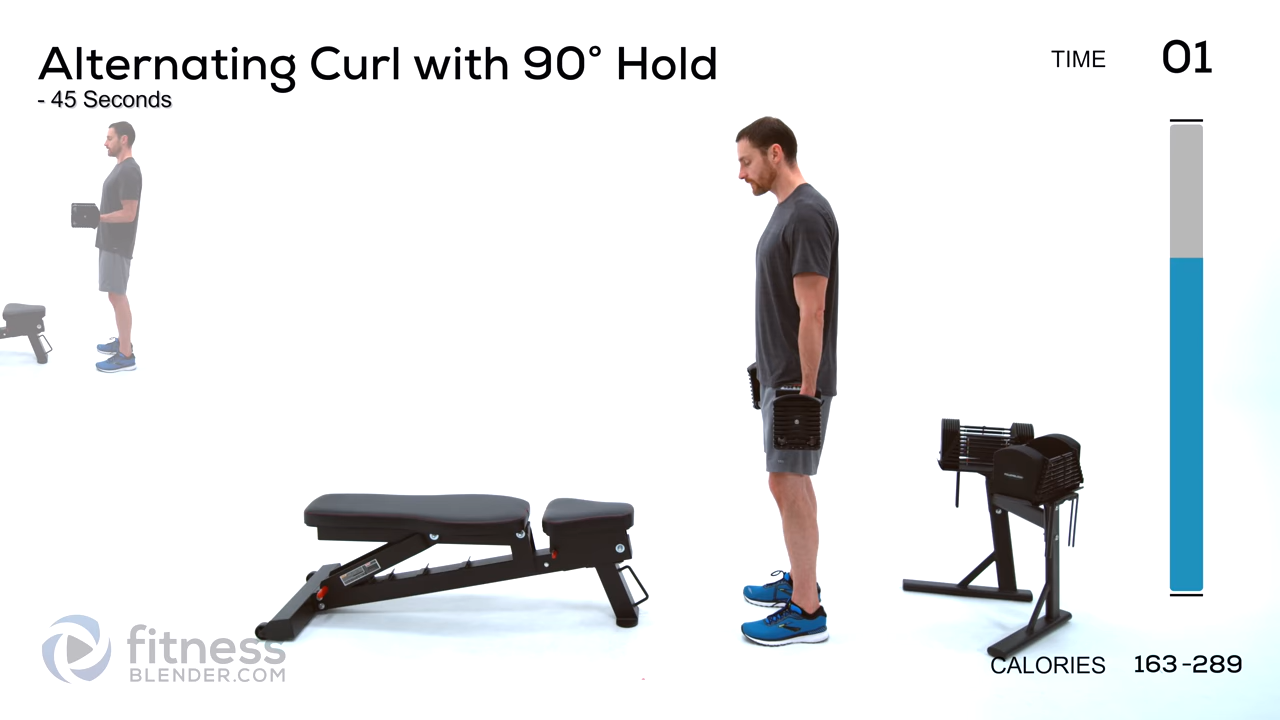 Alternating Curl with 90° Hold
- 45 Seconds
TIME 01
fitness
BLENDER.COM
CALORIES 163-289